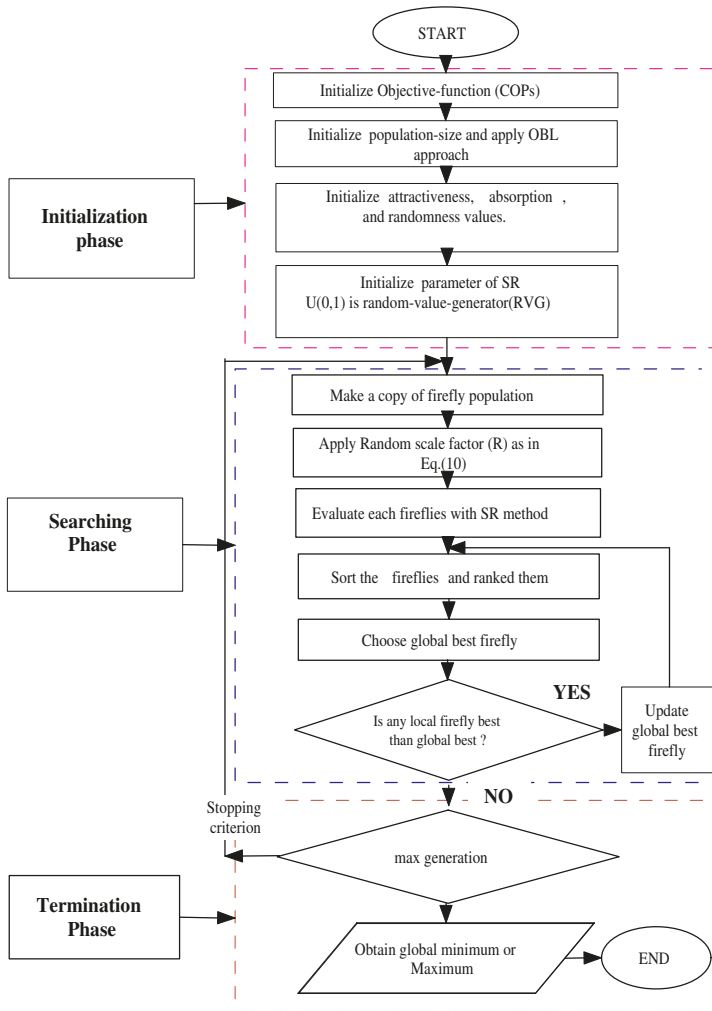 START
Initialize Objective-function (COPs)
Initialize population-size and apply OBL
approach
Initialization
phase
Initialize attractiveness, absorption ,
and randomness values.
Initialize parameter of SR
U(0,1) is random-value-generator(RVG)
Make a copy of firefly population
Apply Random scale factor (R) as in
Eq.(10)
Searching
Phase
Evaluate each fireflies with SR method
Sort the fireflies and ranked them
Choose global best firefly
YES
Is any local firefly best
than global best ?
Update
global best
firefly
NO
Stopping
criterion
max generation
Termination
Phase
Obtain global minimum or
Maximum
END